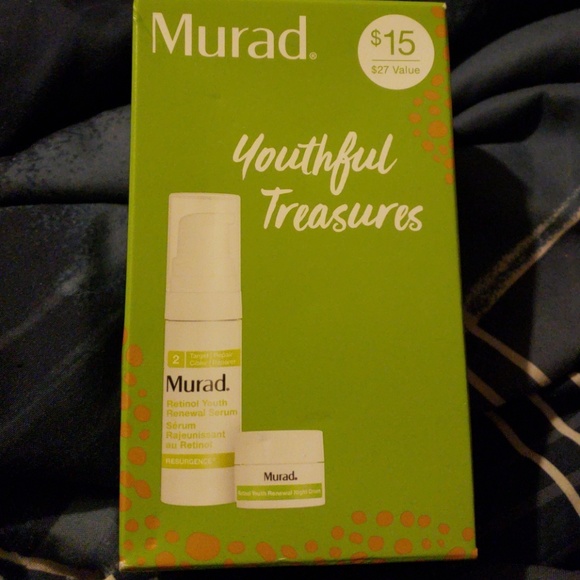 Murad.
$15
$27 Value
Youthful
Treasures
2
Murad.
Retinol Youth
Renewal Serum
Sérum
Rajeunissant
au Rétinol
RESURGENCE
Murad.
Retinol Youth Renewal Night Cream